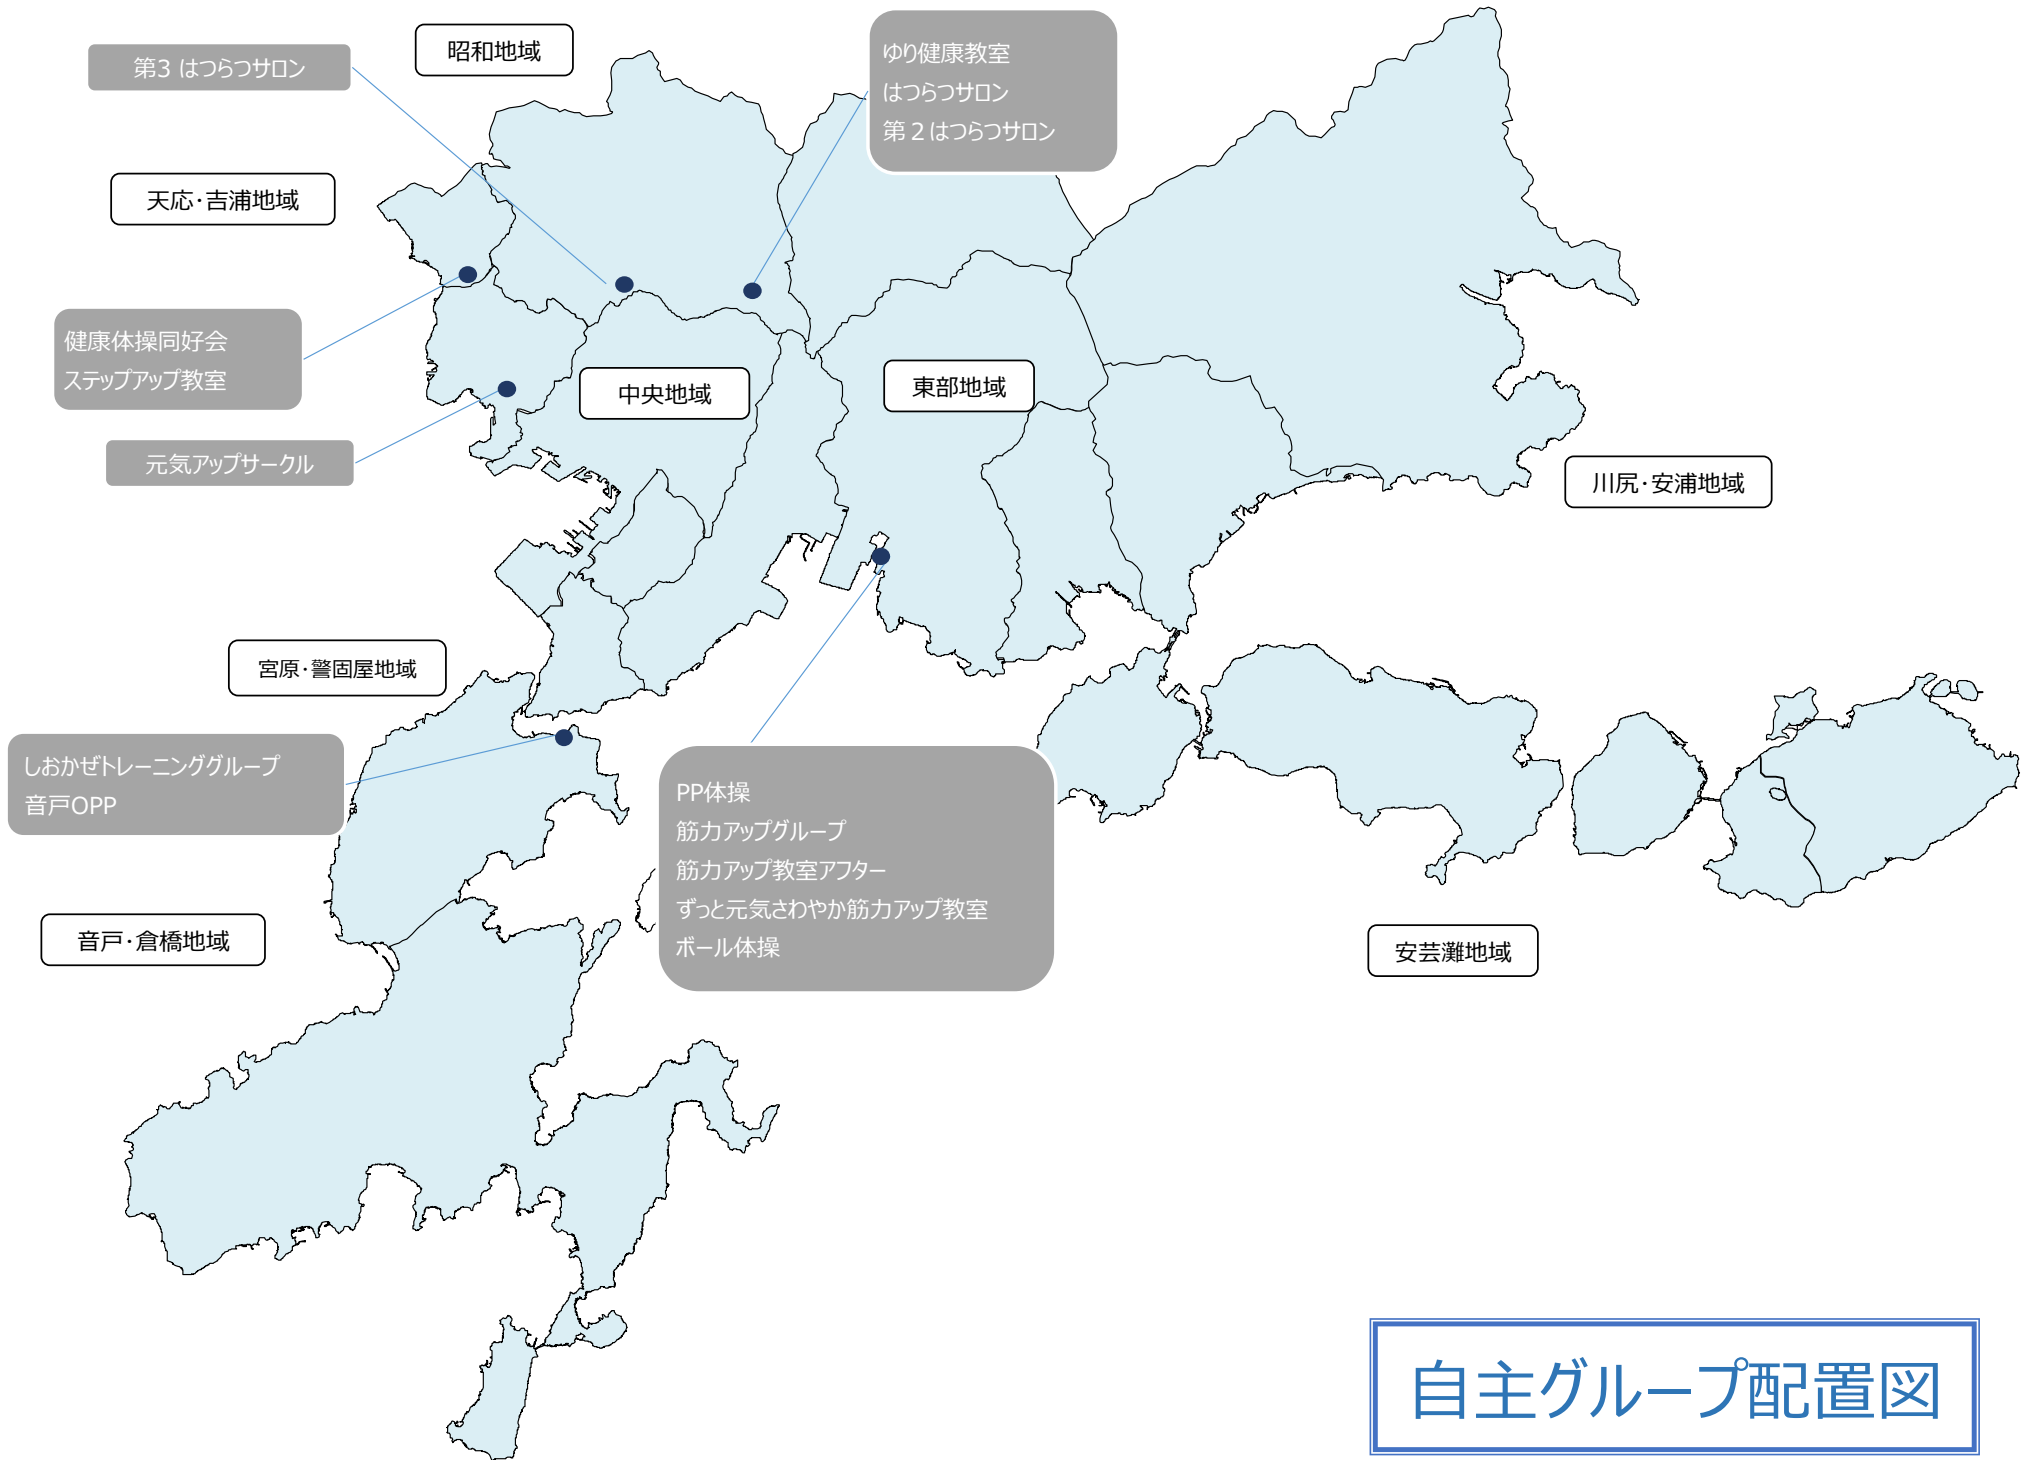 昭和地域
第3 はつらつサロン
ゆり健康教室
はつらつサロン
第２はつらつサロン
天応・吉浦地域
健康体操同好会
ステップアップ教室
中央地域
東部地域
元気アップサークル
川尻・安浦地域
宮原・警固屋地域
しおかぜトレーニンググループ
音戸OPP
PP体操
筋力アップグループ
筋力アップ教室アフター
ずっと元気さわやか筋力アップ教室
ボール体操
音戸・倉橋地域
安芸灘地域
自主グループ配置図